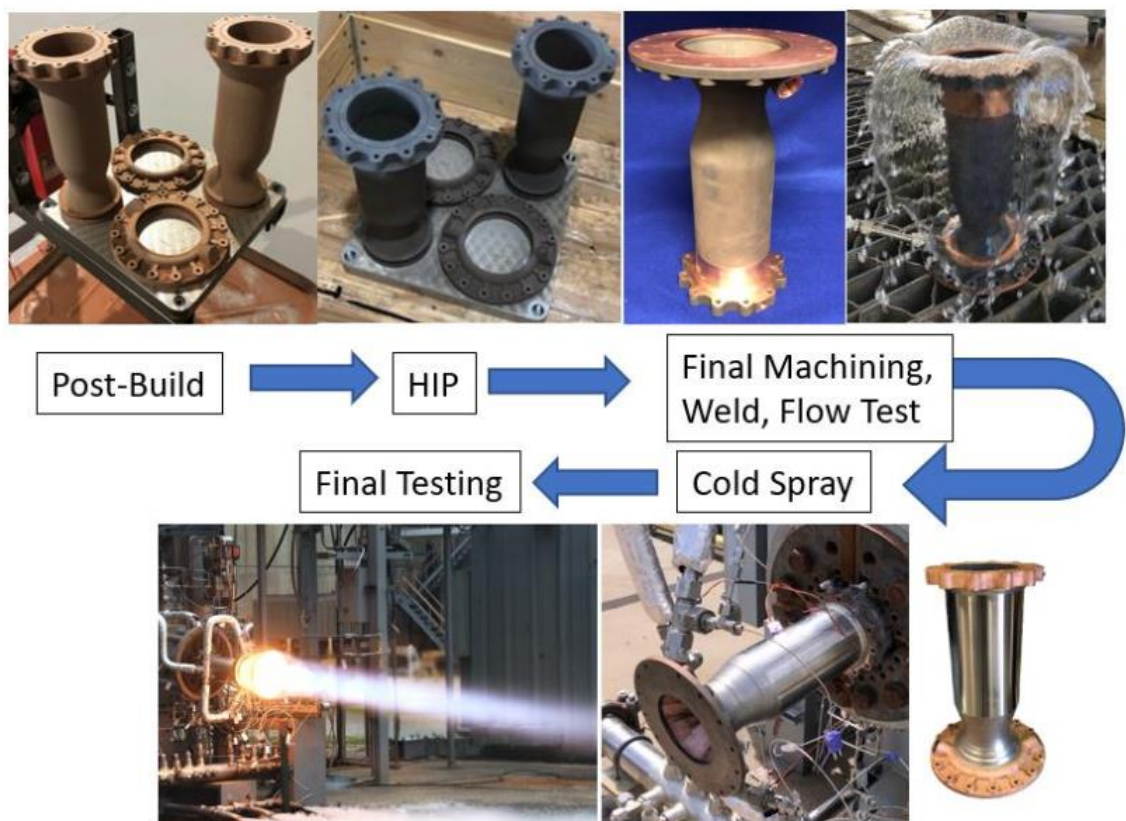 Post-Build
HIP
Final Machining,
Weld, Flow Test
Cold Spray
Final Testing